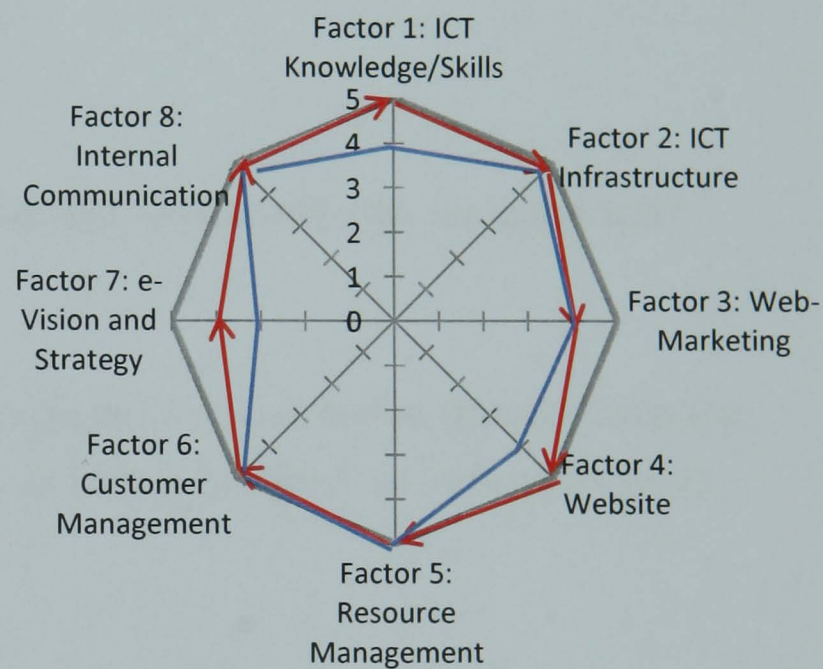 Factor 1: ICT
Knowledge/Skills
5
4
3
2
1
0
Factor 2: ICT
Infrastructure
Factor 3: Web-
Marketing
Factor 4:
Website
Factor 5:
Resource
Management
Factor 6:
Customer
Management
Factor 7: e-
Vision and
Strategy
Factor 8:
Internal
Communication